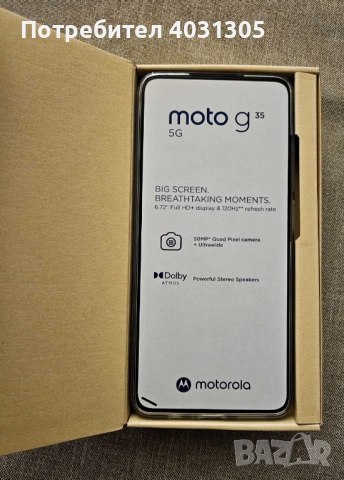 Потребител 4031305
moto g 35
5G
BIG SCREEN.
BREATHTAKING MOMENTS.
6.72" Full HD+ display & 120Hz** refresh rate
50MP* Quad Pixel camera
+ Ultrawide
Dolby
ATMOS
Powerful Stereo Speakers
motorola
BAZAR